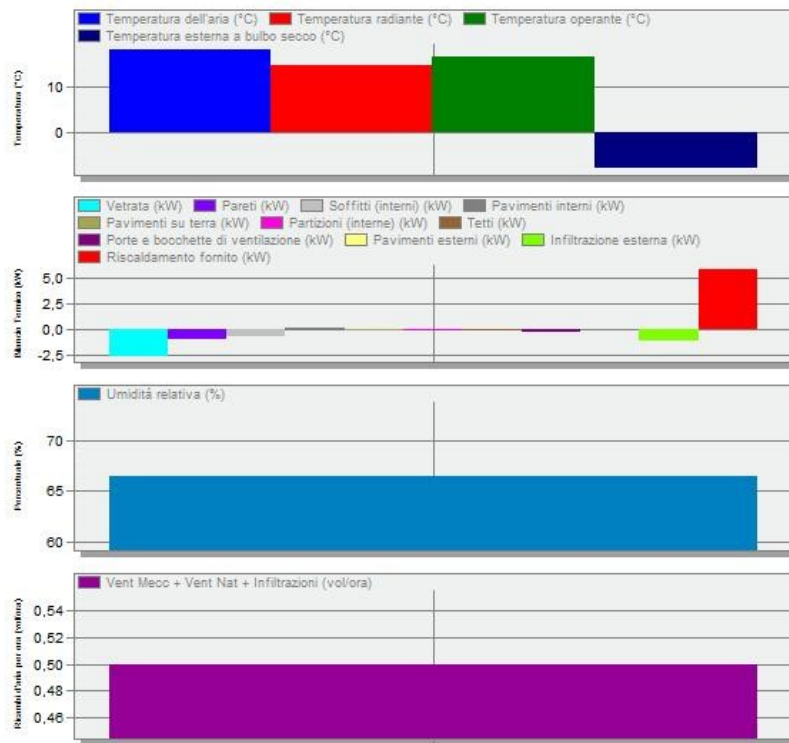 Temperatura dell'aria (°C) Temperatura radiante (°C) Temperatura operante (°C)
Temperatura esterna a bulbo secco (°C)
Temperatura (°C)
10
0
Vetrata (kW) Pareti (kW) Soffitti (interni) (kW) Pavimenti interni (kW)
Pavimenti su terra (kW) Partizioni (interne) (kW) Tetti (kW)
Porte e bocchette di ventilazione (kW) Pavimenti esterni (kW) Infiltrazione esterna (kW)
Riscaldamento fornito (kW)
Bilancio Termico (kW)
5,0
2,5
0,0
-2,5
Umidità relativa (%)
Percentuale (%)
70
65
60
Vent Mecc + Vent Nat + Infiltrazioni (vol/ora)
Ricambi d'aria per ora (vol/ora)
0,54
0,52
0,50
0,48
0,46